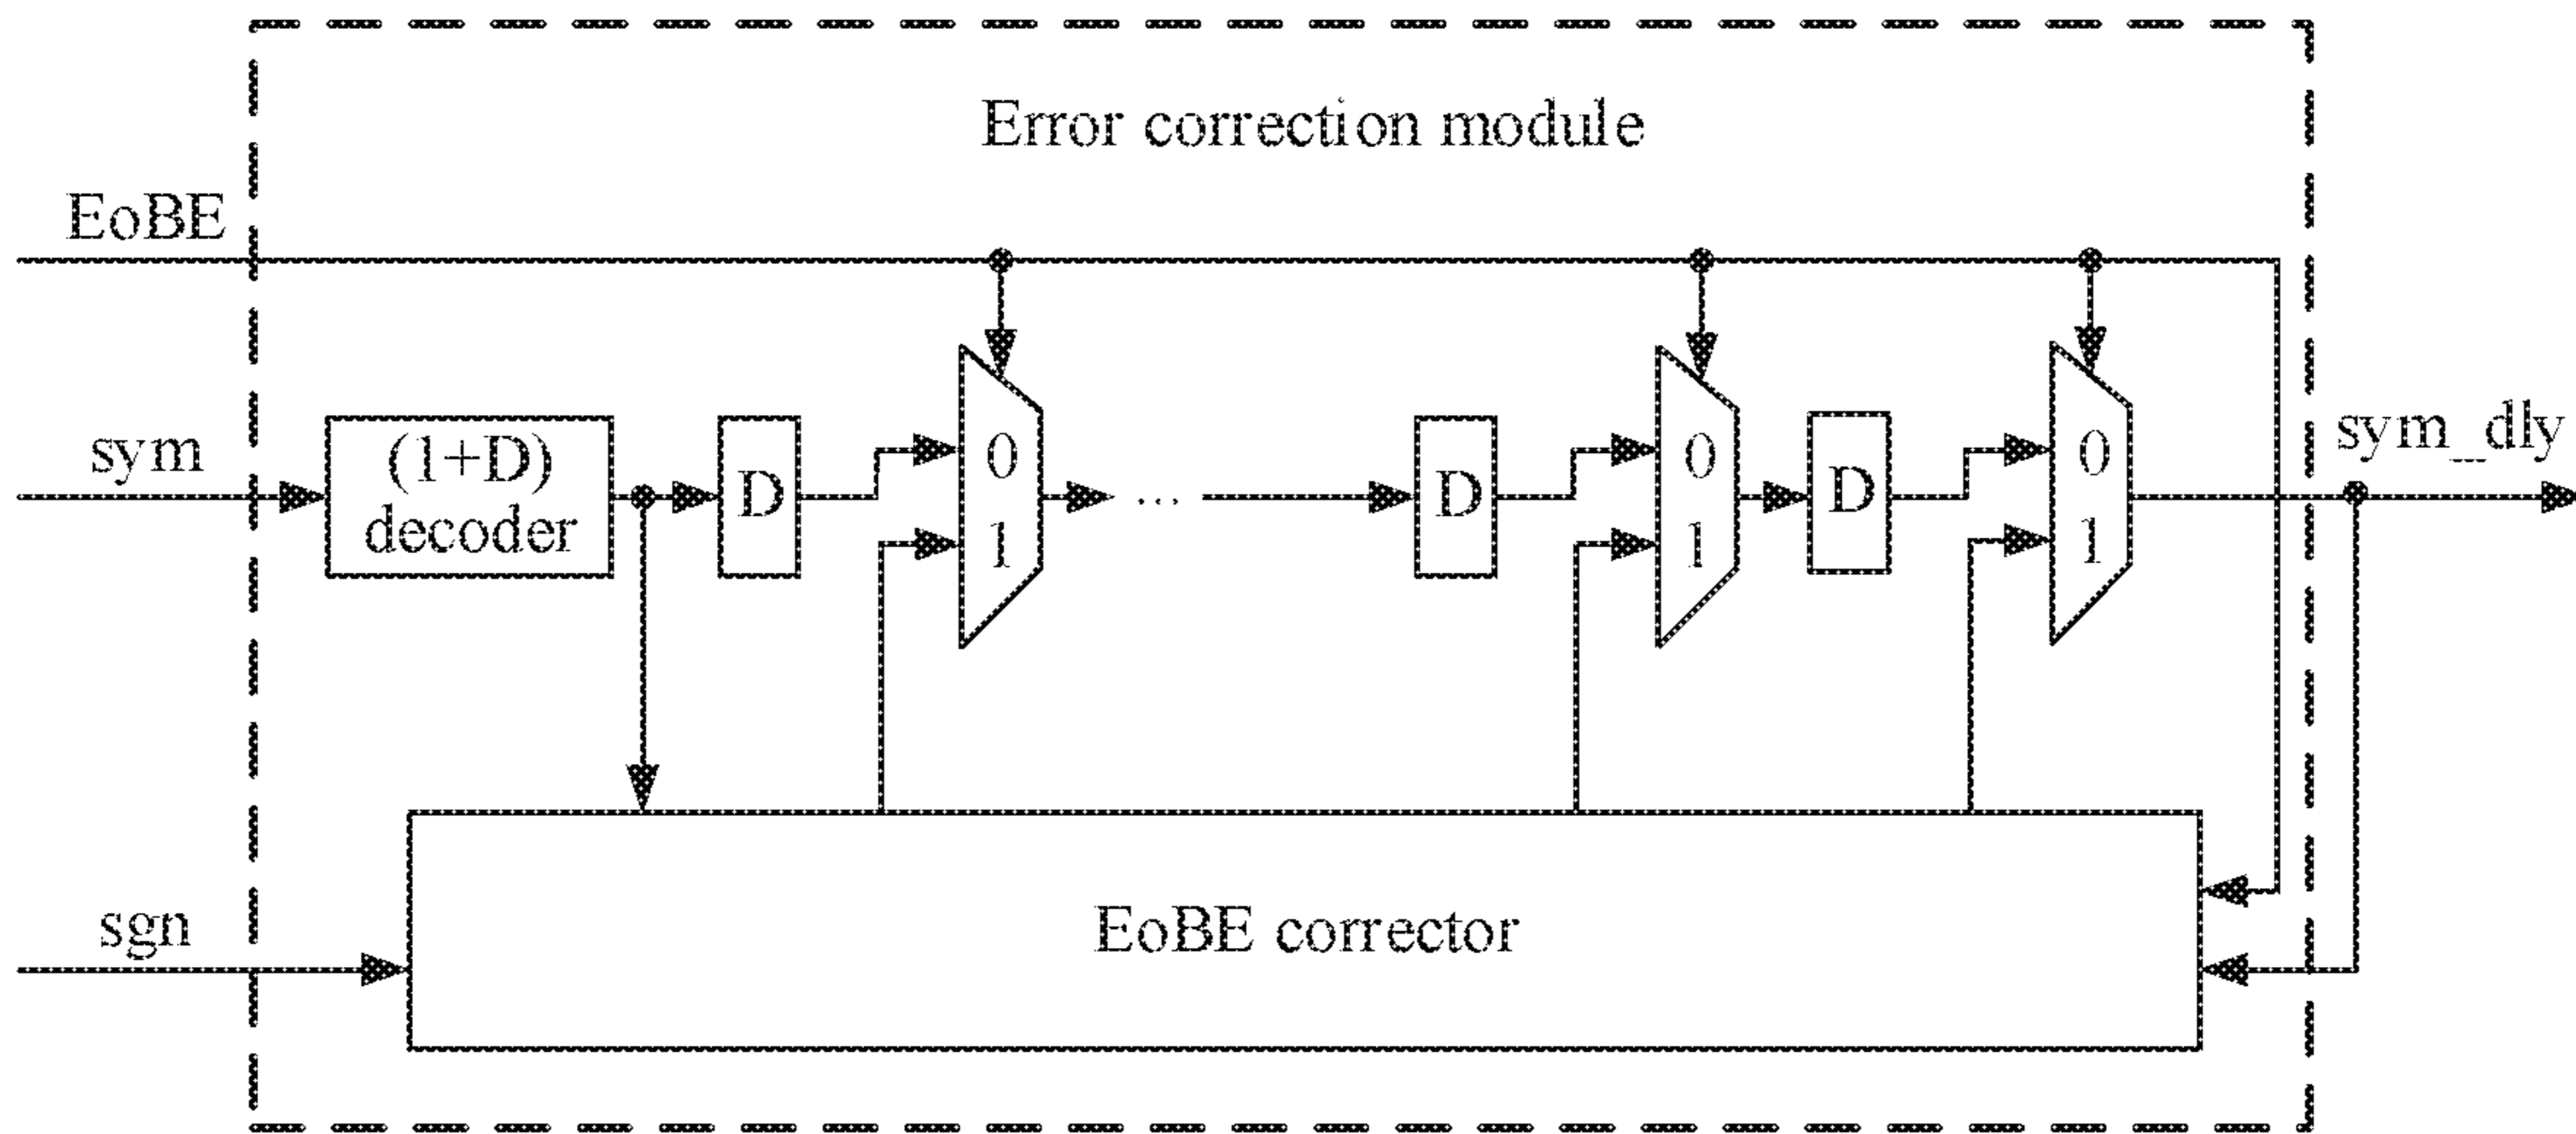 Error correction module
EoBE
sym
(1+D)
decoder
D
0
1
...
D
0
1
D
0
1
sym_dly
sgn
EoBE corrector